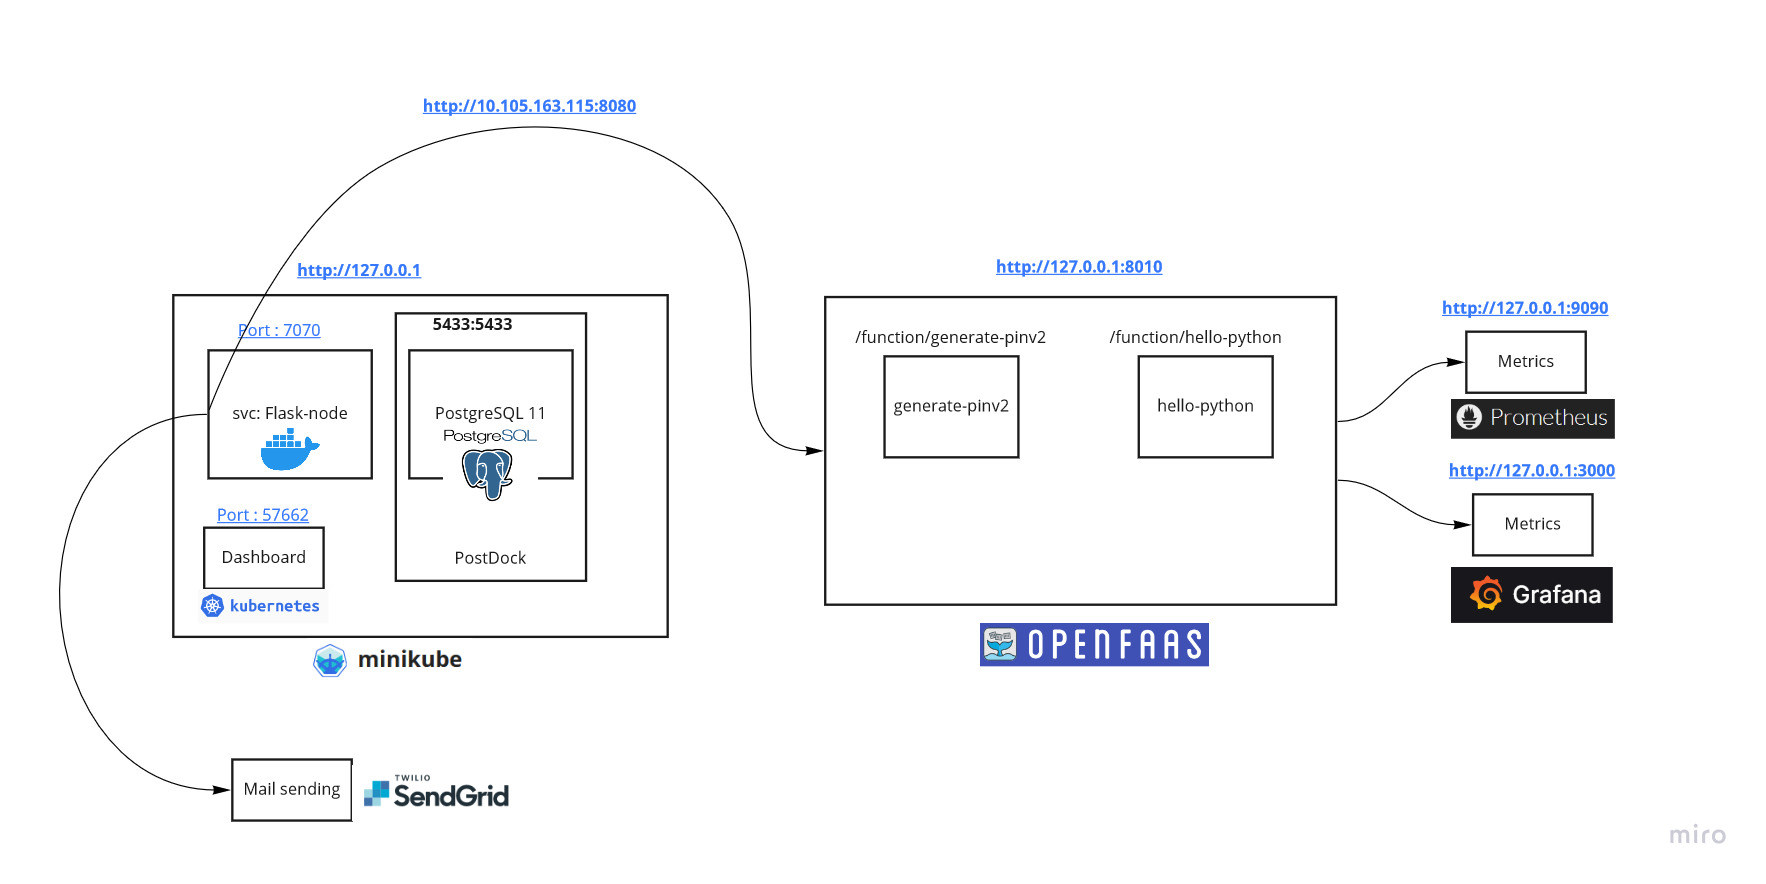 http://10.105.163.115:8080
http://127.0.0.1
Port : 7070
svc: Flask-node
5433:5433
PostgreSQL 11
PostgreSQL
PostDock
Port : 57662
Dashboard
kubernetes
minikube
http://127.0.0.1:8010
/function/generate-pinv2
generate-pinv2
/function/hello-python
hello-python
OPENFAAS
http://127.0.0.1:9090
Metrics
Prometheus
http://127.0.0.1:3000
Metrics
Grafana
Mail sending
TWILIO
SendGrid
miro